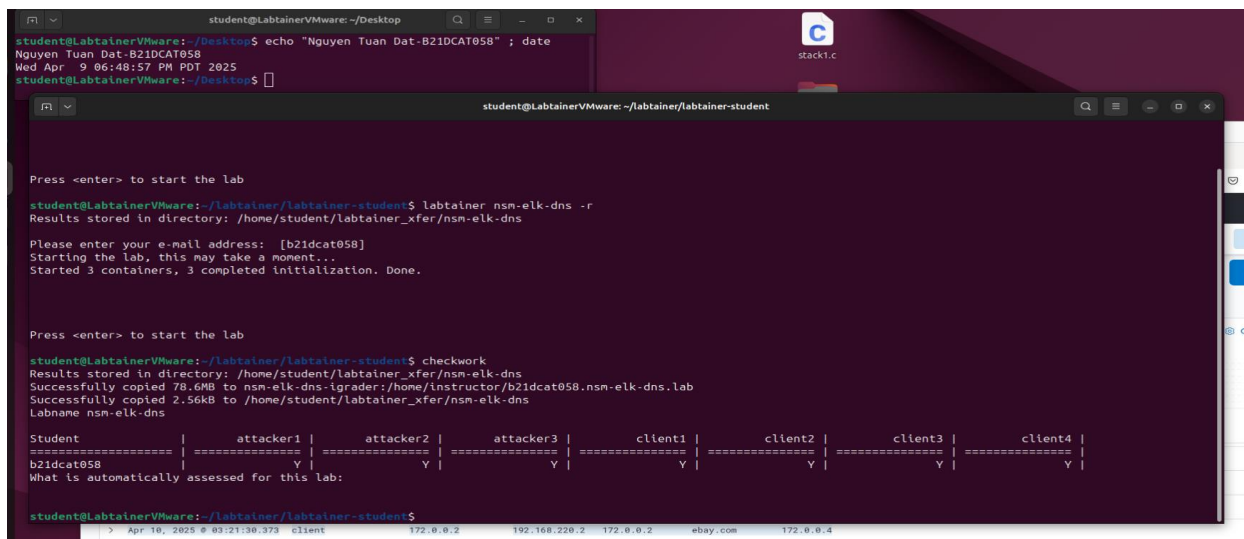 student@LabtainerVMware: ~/Desktop
student@LabtainerVMware:~/Desktop$ echo "Nguyen Tuan Dat-B21DCAT058" ; date
Nguyen Tuan Dat-B21DCAT058
Wed Apr  9 06:48:57 PM PDT 2025
student@LabtainerVMware:~/Desktop$
C
stack1.c
student@LabtainerVMware: ~/labtainer/labtainer-student
Press <enter> to start the lab
student@LabtainerVMware:~/labtainer/labtainer-student$ labtainer nsm-elk-dns -r
Results stored in directory: /home/student/labtainer_xfer/nsm-elk-dns
Please enter your e-mail address:  [b21dcat058]
Starting the lab, this may take a moment...
Started 3 containers, 3 completed initialization. Done.
Press <enter> to start the lab
student@LabtainerVMware:~/labtainer/labtainer-student$ checkwork
Results stored in directory: /home/student/labtainer_xfer/nsm-elk-dns
Successfully copied 78.6MB to nsm-elk-dns-igrader:/home/instructor/b21dcat058.nsm-elk-dns.lab
Successfully copied 2.56kB to /home/student/labtainer_xfer/nsm-elk-dns
Labname nsm-elk-dns
Student | attacker1 | attacker2 | attacker3 | client1 | client2 | client3 | client4 |
==================== | =============== | =============== | =============== | =============== | =============== | =============== | =============== |
b21dcat058 | Y | Y | Y | Y | Y | Y | Y |
What is automatically assessed for this lab:
student@LabtainerVMware:~/labtainer/labtainer-student$
> Apr 10, 2025 @ 03:21:30.373 client 172.0.0.2 192.168.220.2 172.0.0.2 ebay.com 172.0.0.4